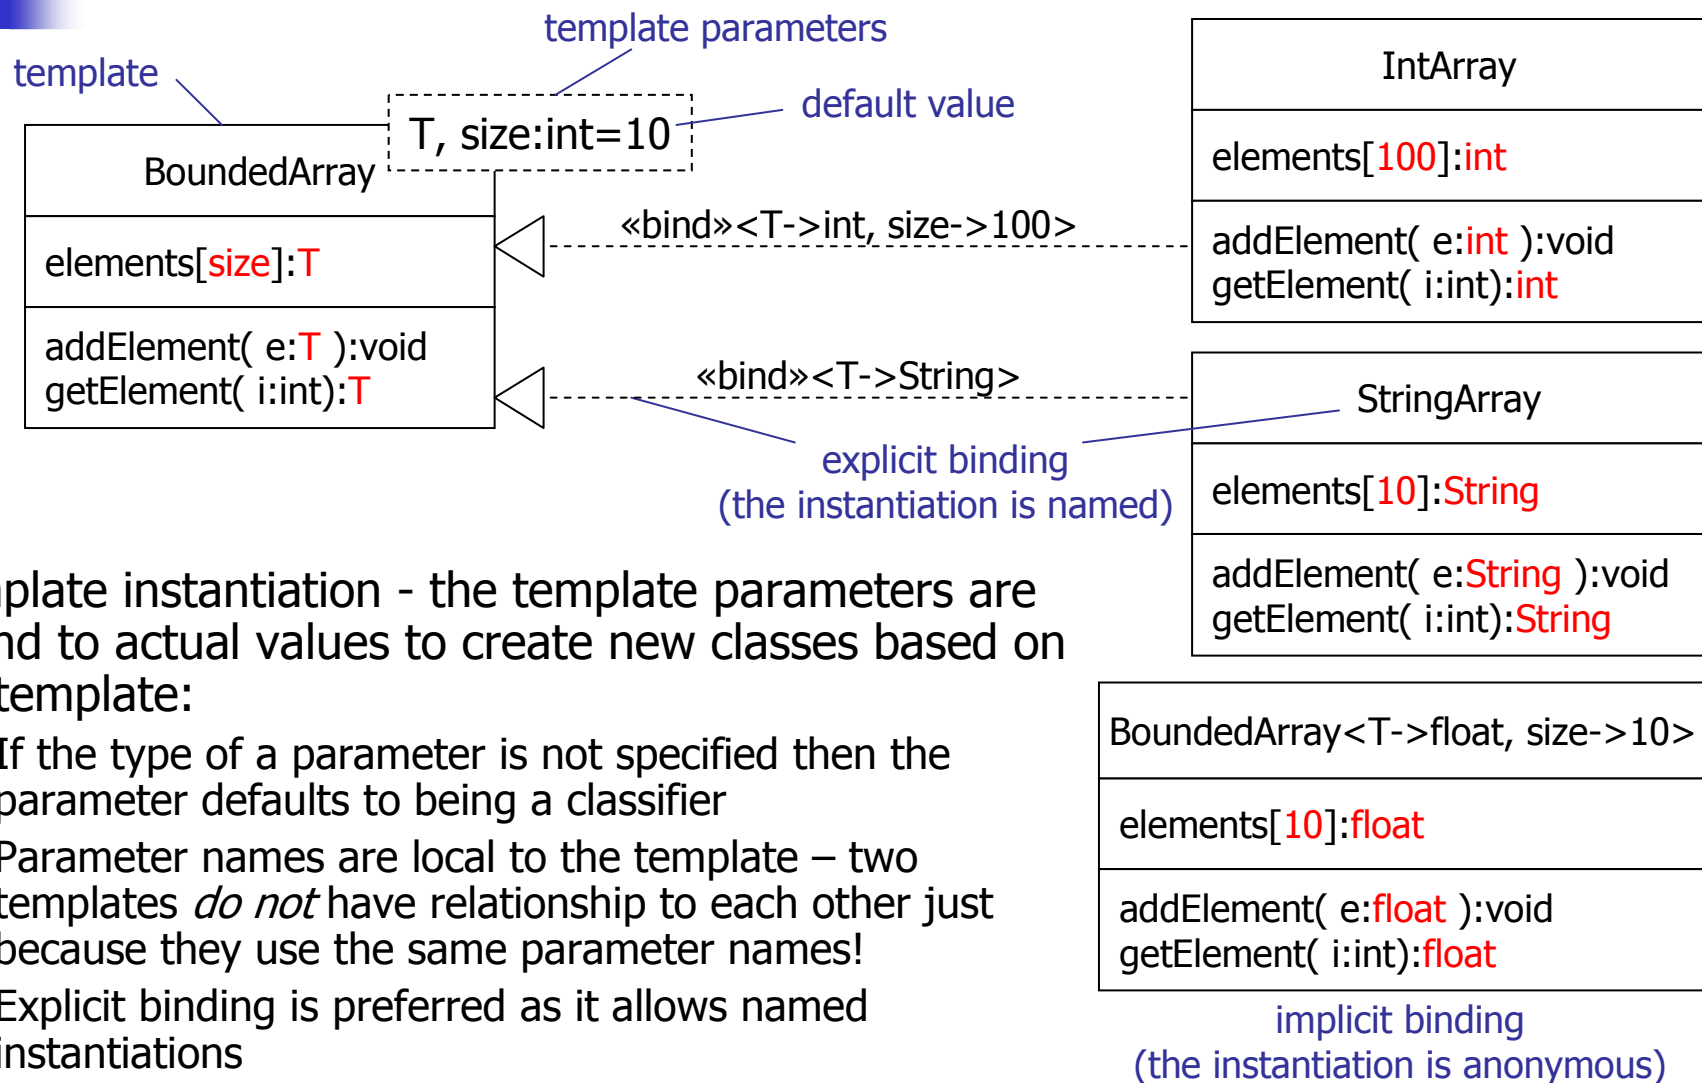 template parameters
template
default value
T, size:int=10
BoundedArray
elements[size]:T
addElement( e:T ):void
getElement( i:int):T
«bind»<T->int, size->100>
«bind»<T->String>
explicit binding
(the instantiation is named)
IntArray
elements[100]:int
addElement( e:int ):void
getElement( i:int):int
StringArray
elements[10]:String
addElement( e:String ):void
getElement( i:int):String
BoundedArray<T->float, size->10>
elements[10]:float
addElement( e:float ):void
getElement( i:int):float
implicit binding
(the instantiation is anonymous)
plate instantiation - the template parameters are
nd to actual values to create new classes based on
template:
If the type of a parameter is not specified then the
parameter defaults to being a classifier
Parameter names are local to the template – two
templates do not have relationship to each other just
because they use the same parameter names!
Explicit binding is preferred as it allows named
instantiations